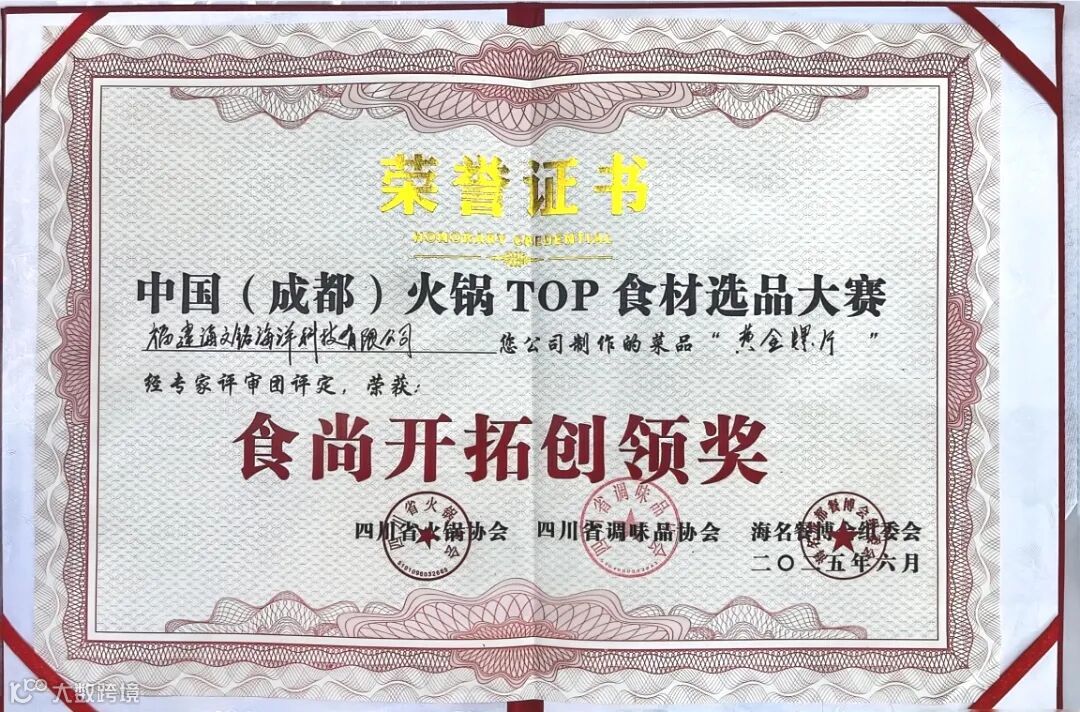 荣誉证书
HONORARY CREDENTIAL
中国（成都）火锅TOP食材选品大赛
福建海文铭海洋科技有限公司 您公司制作的菜品“黄金螺片”
经专家评审团评定，荣获：
食尚开拓创领奖
四川省火锅协会 四川省调味品协会 海名餐博会组委会
二〇二五年六月
5101098032668
大数跨境